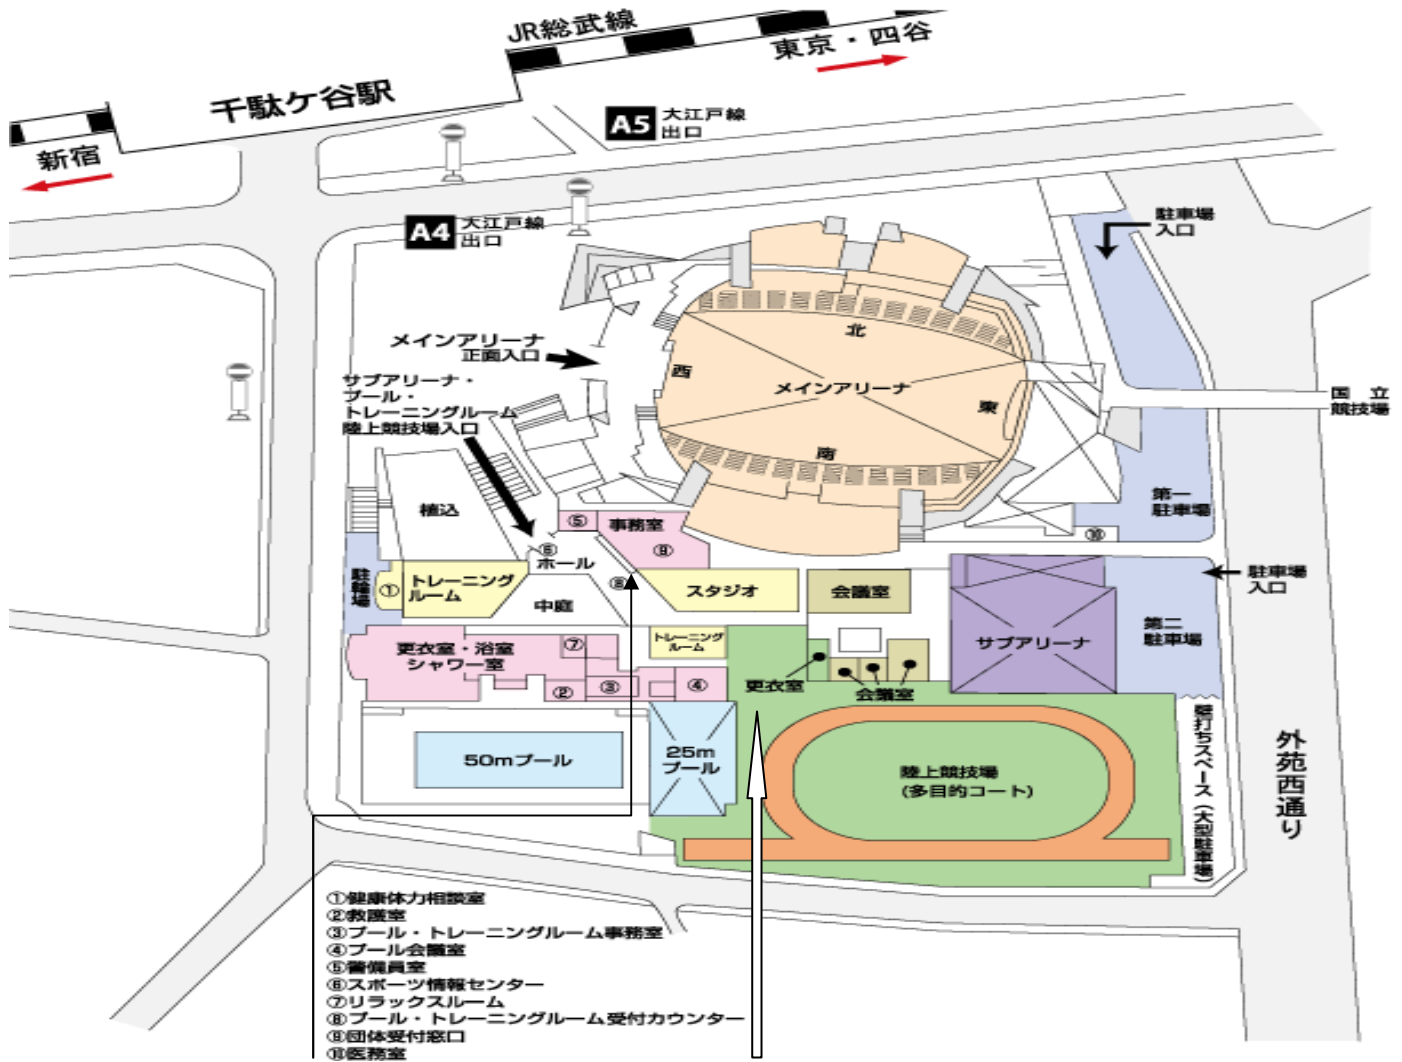 JR総武線
東京・四谷
千駄ケ谷駅
新宿
A5 大江戸線
出口
A4 大江戸線
出口
駐車場
入口
メインアリーナ
正面入口
北
西
メインアリーナ
東
南
国立
競技場
サブアリーナ・
プール・
トレーニングルーム
陸上競技場入口
植込
⑤
事務室
⑨
⑥
ホール
⑧
第一
駐車場
⑩
駐輪場
①
トレーニング
ルーム
中庭
スタジオ
会議室
駐車場
入口
更衣室・浴室
シャワー室
⑦
②
③
④
トレーニング
ルーム
更衣室
会議室
サブアリーナ
第二
駐車場
50mプール
25m
プール
陸上競技場
(多目的コート)
壁打ちスペース(大型駐車場)
外苑西通り
①健康体力相談室
②救護室
③プール・トレーニングルーム事務室
④プール会議室
⑤警備員室
⑥スポーツ情報センター
⑦リラックスルーム
⑧プール・トレーニングルーム受付カウンター
⑨団体受付窓口
⑩医務室